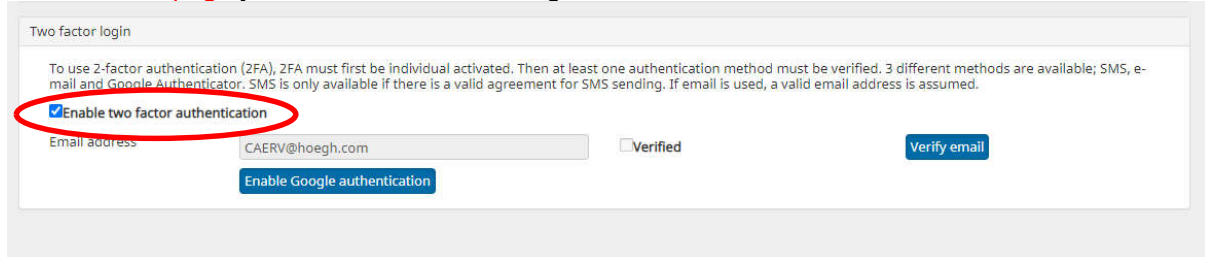 Two factor login
To use 2-factor authentication (2FA), 2FA must first be individual activated. Then at least one authentication method must be verified. 3 different methods are available; SMS, e-
mail and Google Authenticator. SMS is only available if there is a valid agreement for SMS sending. If email is used, a valid email address is assumed.
Enable two factor authentication
Email address CAERV@hoegh.com Verified Verify email
Enable Google authentication